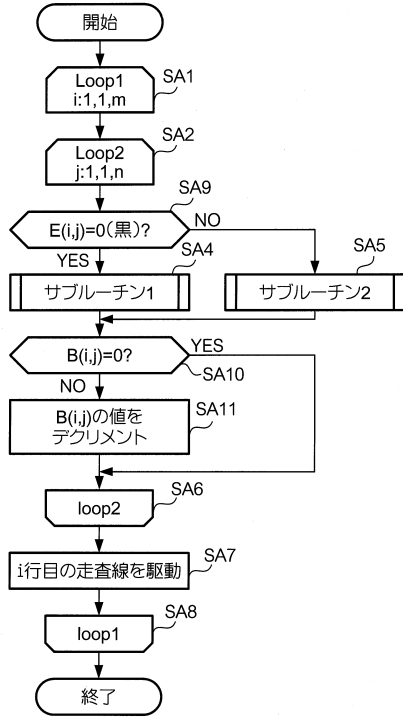 開始
Loop1
i:1,1,m
SA1
Loop2
j:1,1,n
SA2
E(i,j)=0(黒)?
SA9
NO
YES
サブルーチン1
SA4
サブルーチン2
SA5
B(i,j)=0?
YES
SA10
NO
B(i,j)の値を
デクリメント
SA11
loop2
SA6
i行目の走査線を駆動
SA7
loop1
SA8
終了